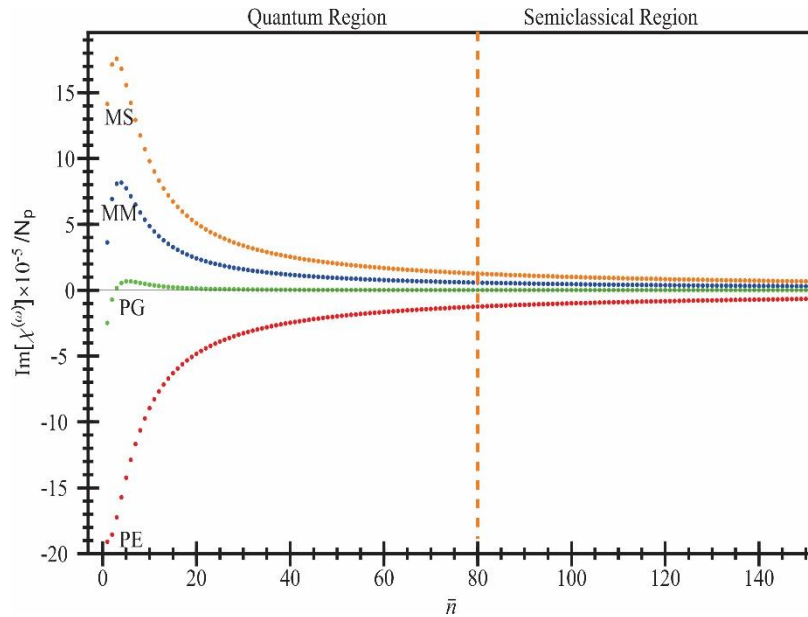 Quantum Region Semiclassical Region
15
MS
10
MM
5
0
PG
-5
-10
-15
PE
-20
0 20 40 60 80 100 120 140
n̄
Im[χ^(ω)]×10^-5 /N_p